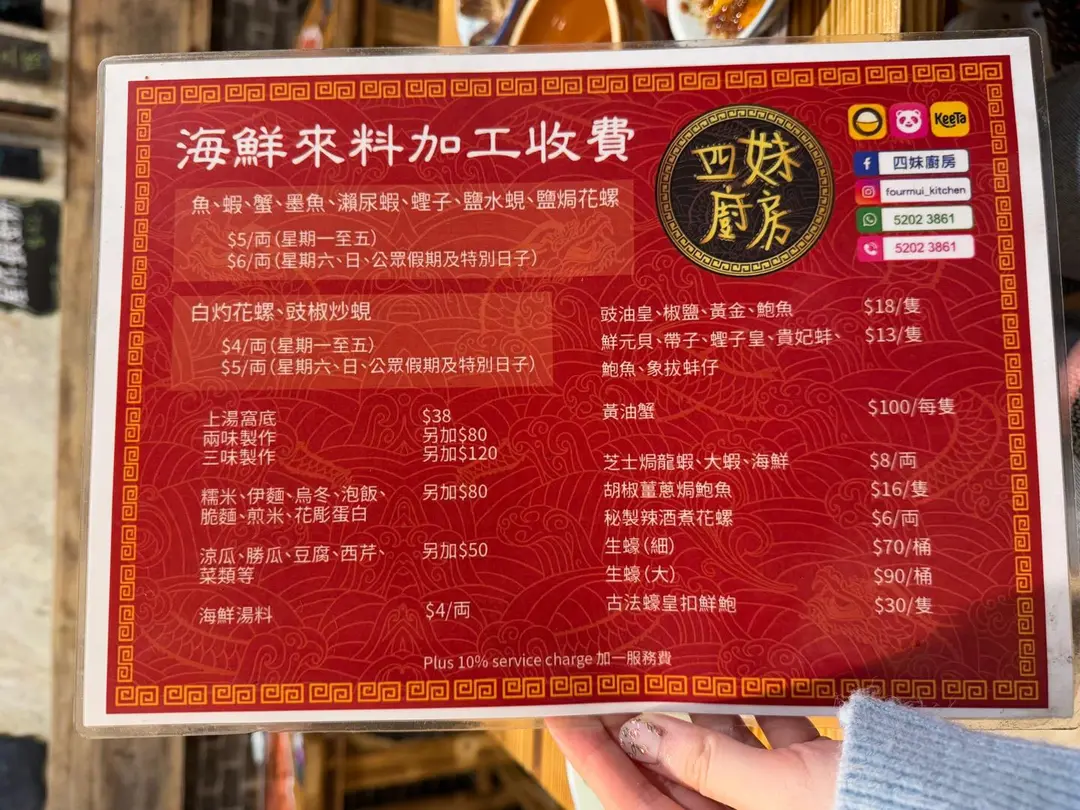 海鮮來料加工收費
魚、蝦、蟹、墨魚、瀨尿蝦、蟶子、鹽水蜆、鹽焗花螺
$5/両(星期一至五)
$6/両(星期六、日、公眾假期及特別日子)
白灼花螺、豉椒炒蜆
$4/両(星期一至五)
$5/両(星期六、日、公眾假期及特別日子)
上湯窩底 $38
兩味製作 另加$80
三味製作 另加$120
糯米、伊麵、烏冬、泡飯、 另加$80
脆麵、煎米、花彫蛋白
涼瓜、勝瓜、豆腐、西芹、 另加$50
菜類等
海鮮湯料 $4/両
四妹
廚房
KeeTa
四妹廚房
fourmui_kitchen
5202 3861
5202 3861
豉油皇、椒鹽、黃金、鮑魚 $18/隻
鮮元貝、帶子、蟶子皇、貴妃蚌、 $13/隻
鮑魚、象拔蚌仔
黃油蟹 $100/每隻
芝士焗龍蝦、大蝦、海鮮 $8/両
胡椒薑蔥焗鮑魚 $16/隻
秘製辣酒煮花螺 $6/両
生蠔(細) $70/桶
生蠔(大) $90/桶
古法蠔皇扣鮮鮑 $30/隻
Plus 10% service charge 加一服務費